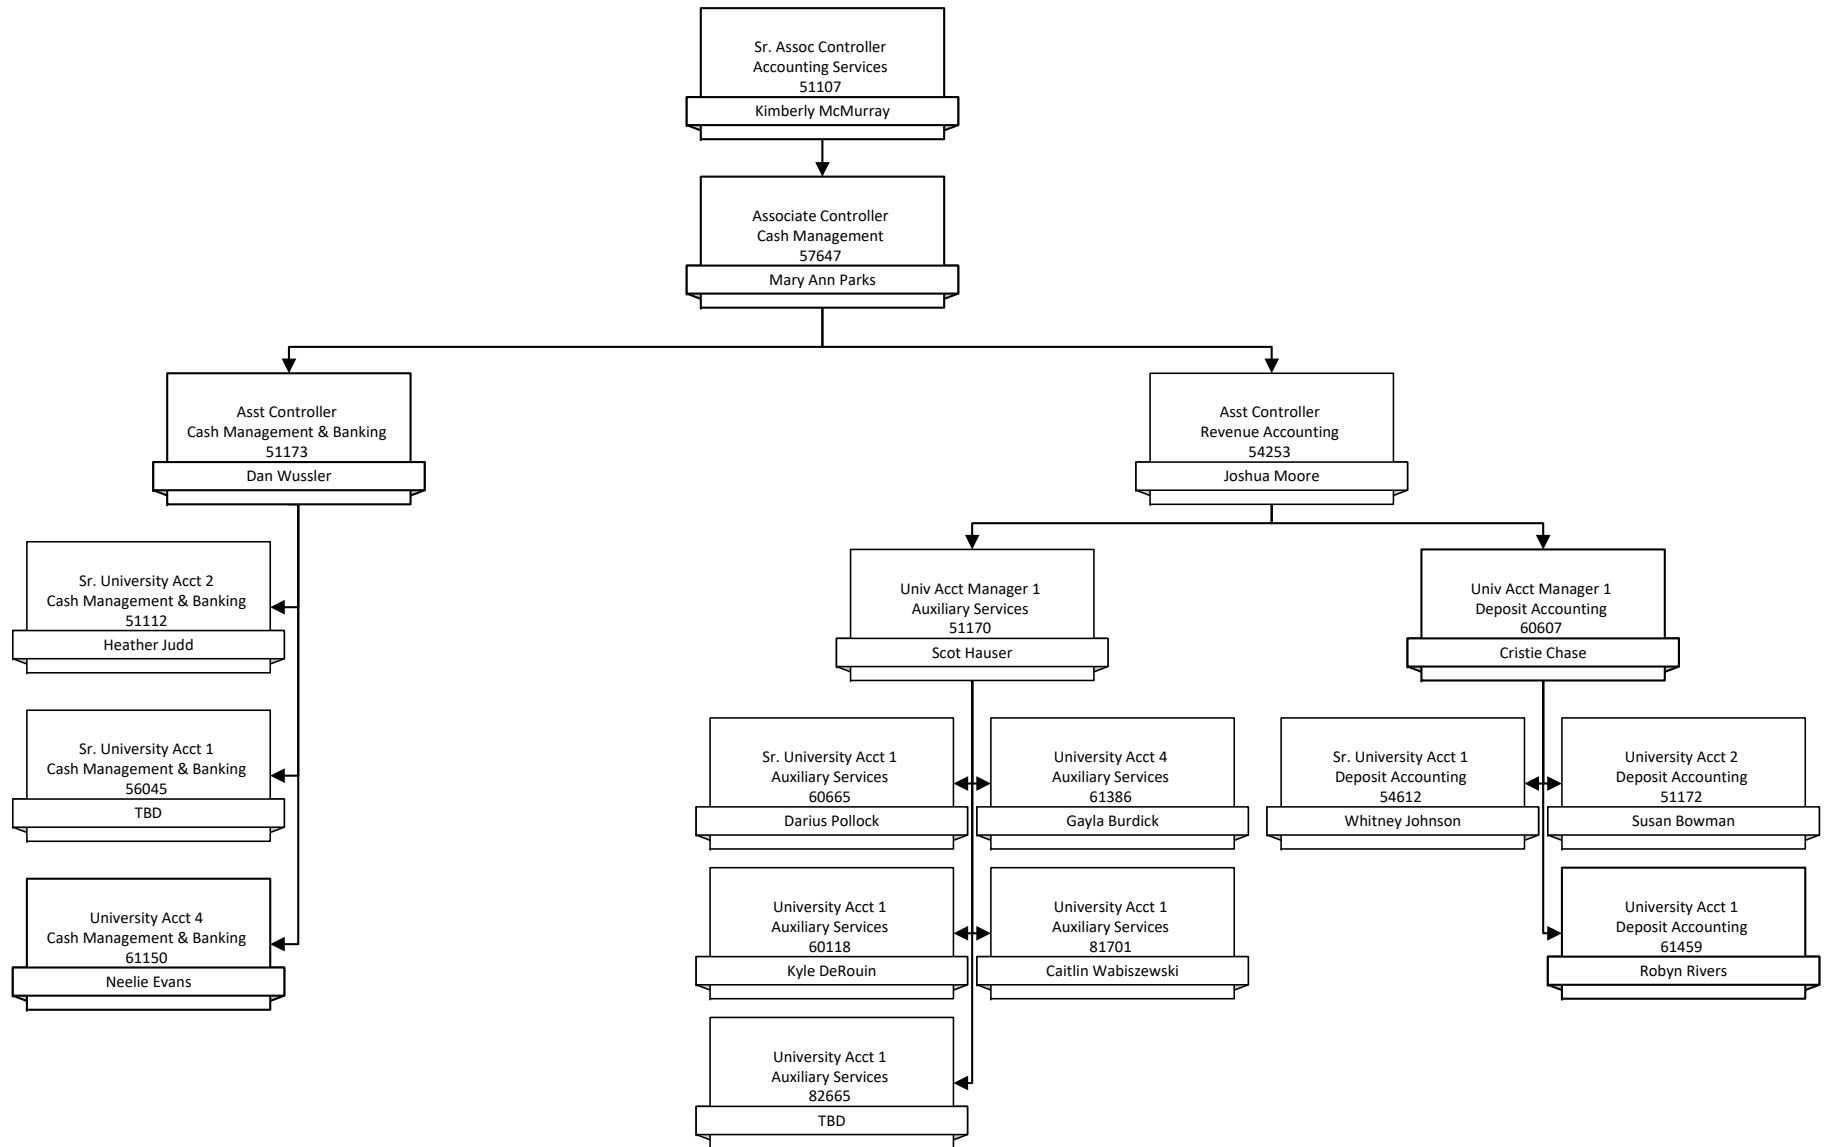 Sr. Assoc Controller
Accounting Services
51107
Kimberly McMurray
Associate Controller
Cash Management
57647
Mary Ann Parks
Asst Controller
Cash Management & Banking
51173
Dan Wussler
Asst Controller
Revenue Accounting
54253
Joshua Moore
Sr. University Acct 2
Cash Management & Banking
51112
Heather Judd
Sr. University Acct 1
Cash Management & Banking
56045
TBD
University Acct 4
Cash Management & Banking
61150
Neelie Evans
Univ Acct Manager 1
Auxiliary Services
51170
Scot Hauser
Univ Acct Manager 1
Deposit Accounting
60607
Cristie Chase
Sr. University Acct 1
Auxiliary Services
60665
Darius Pollock
University Acct 4
Auxiliary Services
61386
Gayla Burdick
Sr. University Acct 1
Deposit Accounting
54612
Whitney Johnson
University Acct 2
Deposit Accounting
51172
Susan Bowman
University Acct 1
Auxiliary Services
60118
Kyle DeRouin
University Acct 1
Auxiliary Services
81701
Caitlin Wabiszewski
University Acct 1
Deposit Accounting
61459
Robyn Rivers
University Acct 1
Auxiliary Services
82665
TBD